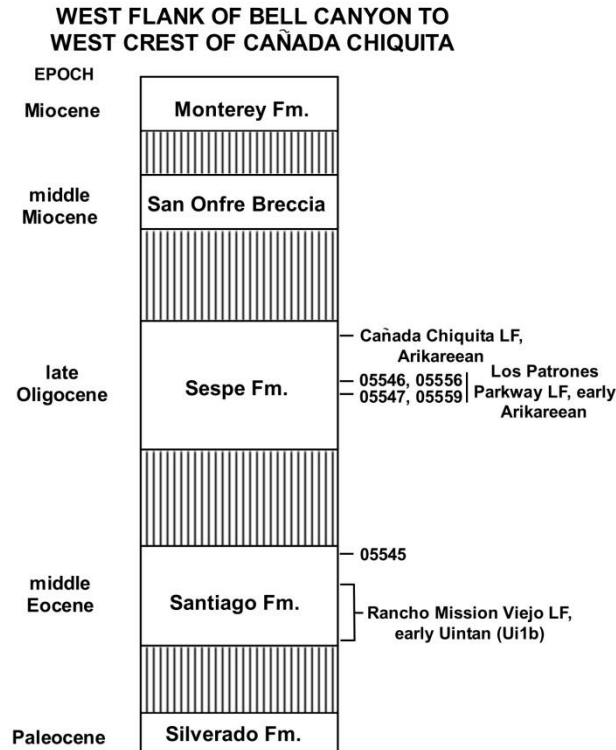 WEST FLANK OF BELL CANYON TO
WEST CREST OF CAÑADA CHIQUITA
EPOCH
Miocene
Monterey Fm.
middle
Miocene
San Onfre Breccia
Cañada Chiquita LF,
Arikareean
late
Oligocene
Sespe Fm.
05546, 05556
05547, 05559
Los Patrones
Parkway LF, early
Arikareean
05545
middle
Eocene
Santiago Fm.
Rancho Mission Viejo LF,
early Uintan (Ui1b)
Paleocene
Silverado Fm.